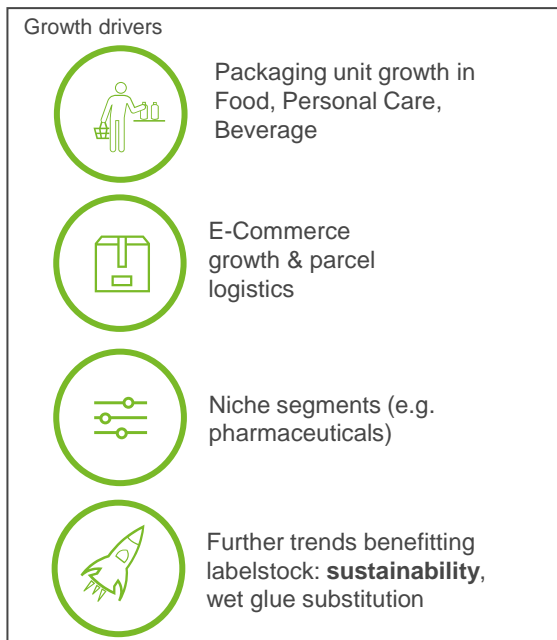 Growth drivers
Packaging unit growth in
Food, Personal Care,
Beverage
E-Commerce
growth & parcel
logistics
Niche segments (e.g.
pharmaceuticals)
Further trends benefitting
labelstock: sustainability,
wet glue substitution